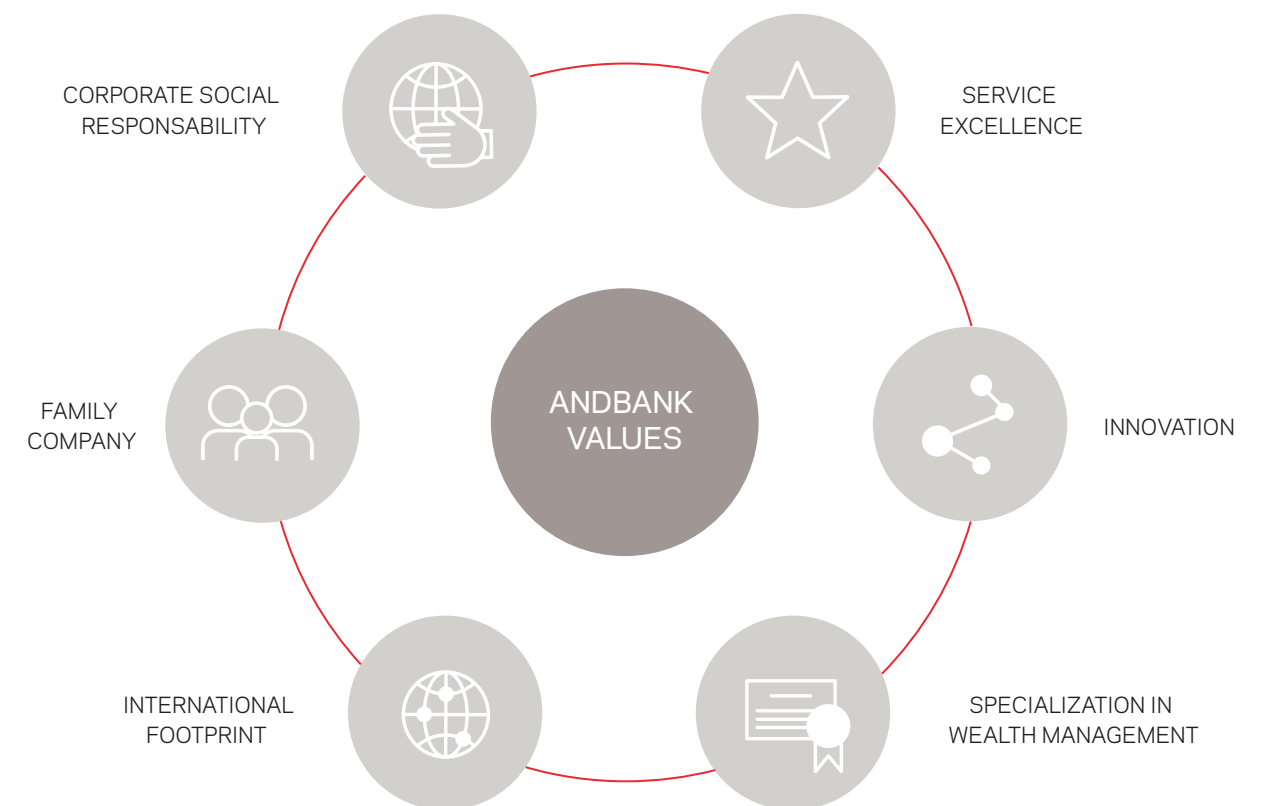 CORPORATE SOCIAL
RESPONSABILITY
SERVICE
EXCELLENCE
FAMILY
COMPANY
ANDBANK
VALUES
INNOVATION
INTERNATIONAL
FOOTPRINT
SPECIALIZATION IN
WEALTH MANAGEMENT